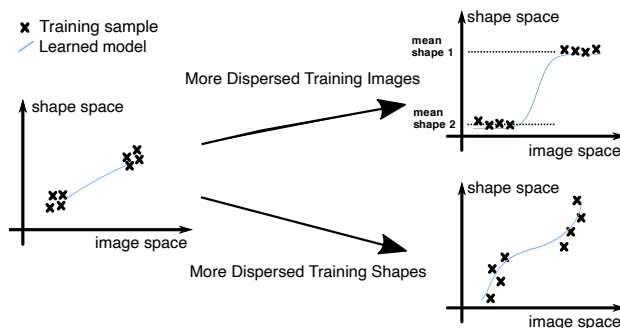 Training sample
Learned model
shape space
image space
More Dispersed Training Images
More Dispersed Training Shapes
shape space
mean
shape 1
mean
shape 2
image space
shape space
image space